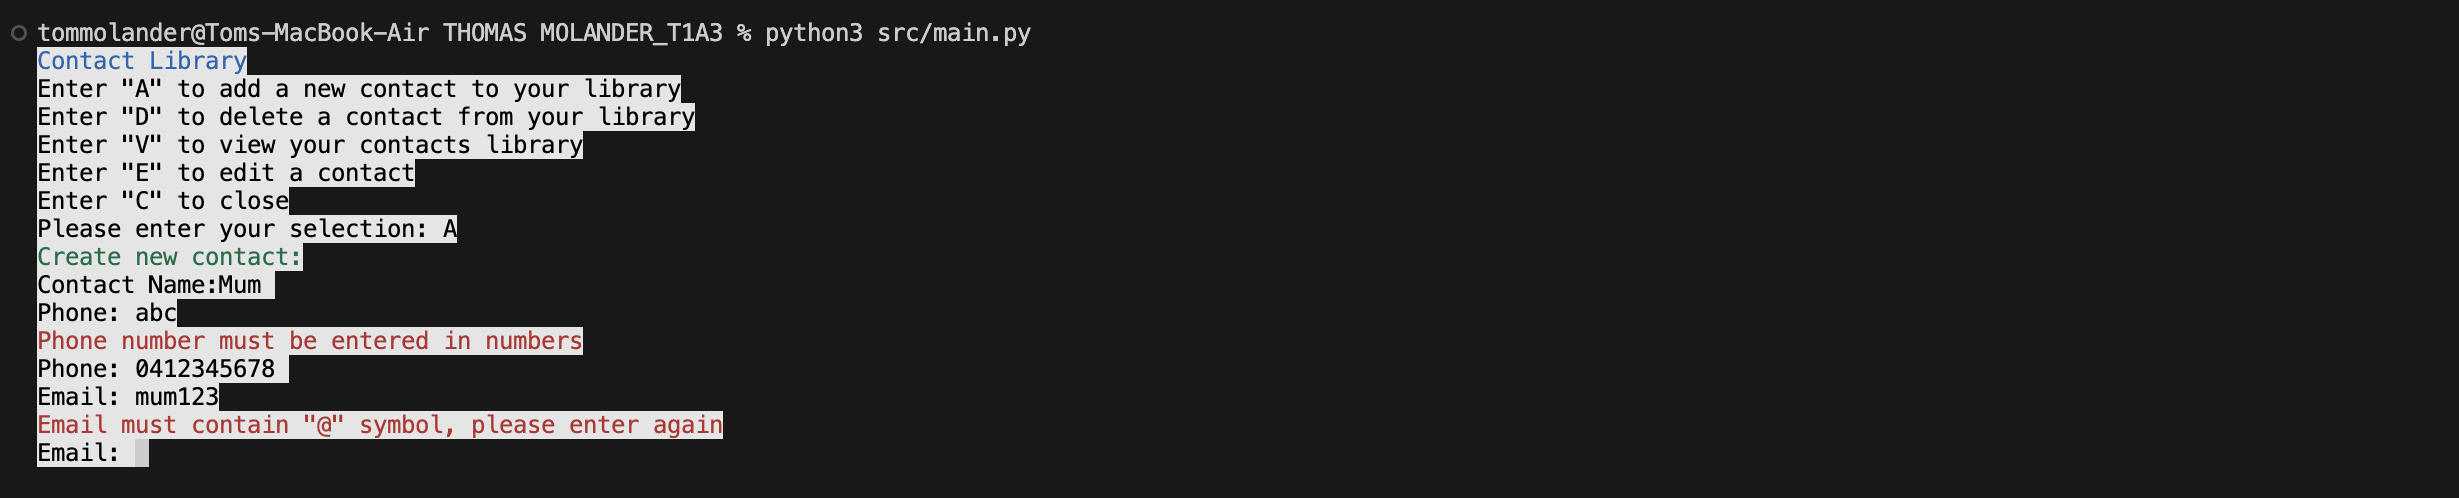 tommolander@Toms-MacBook-Air THOMAS MOLANDER_T1A3 % python3 src/main.py
Contact Library
Enter "A" to add a new contact to your library
Enter "D" to delete a contact from your library
Enter "V" to view your contacts library
Enter "E" to edit a contact
Enter "C" to close
Please enter your selection: A
Create new contact:
Contact Name:Mum
Phone: abc
Phone number must be entered in numbers
Phone: 0412345678
Email: mum123
Email must contain "@" symbol, please enter again
Email: